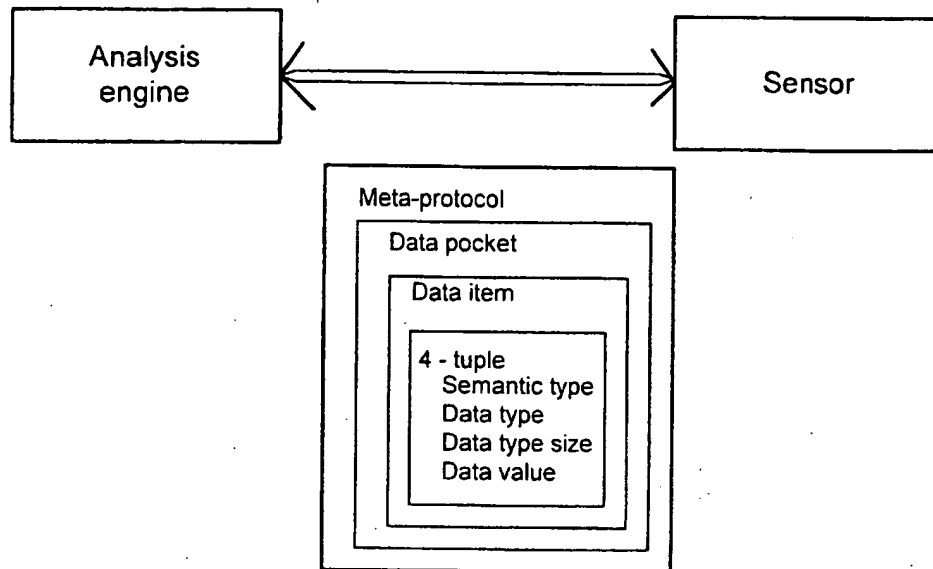 Analysis
engine
Sensor
Meta-protocol
Data pocket
Data item
4 - tuple
Semantic type
Data type
Data type size
Data value